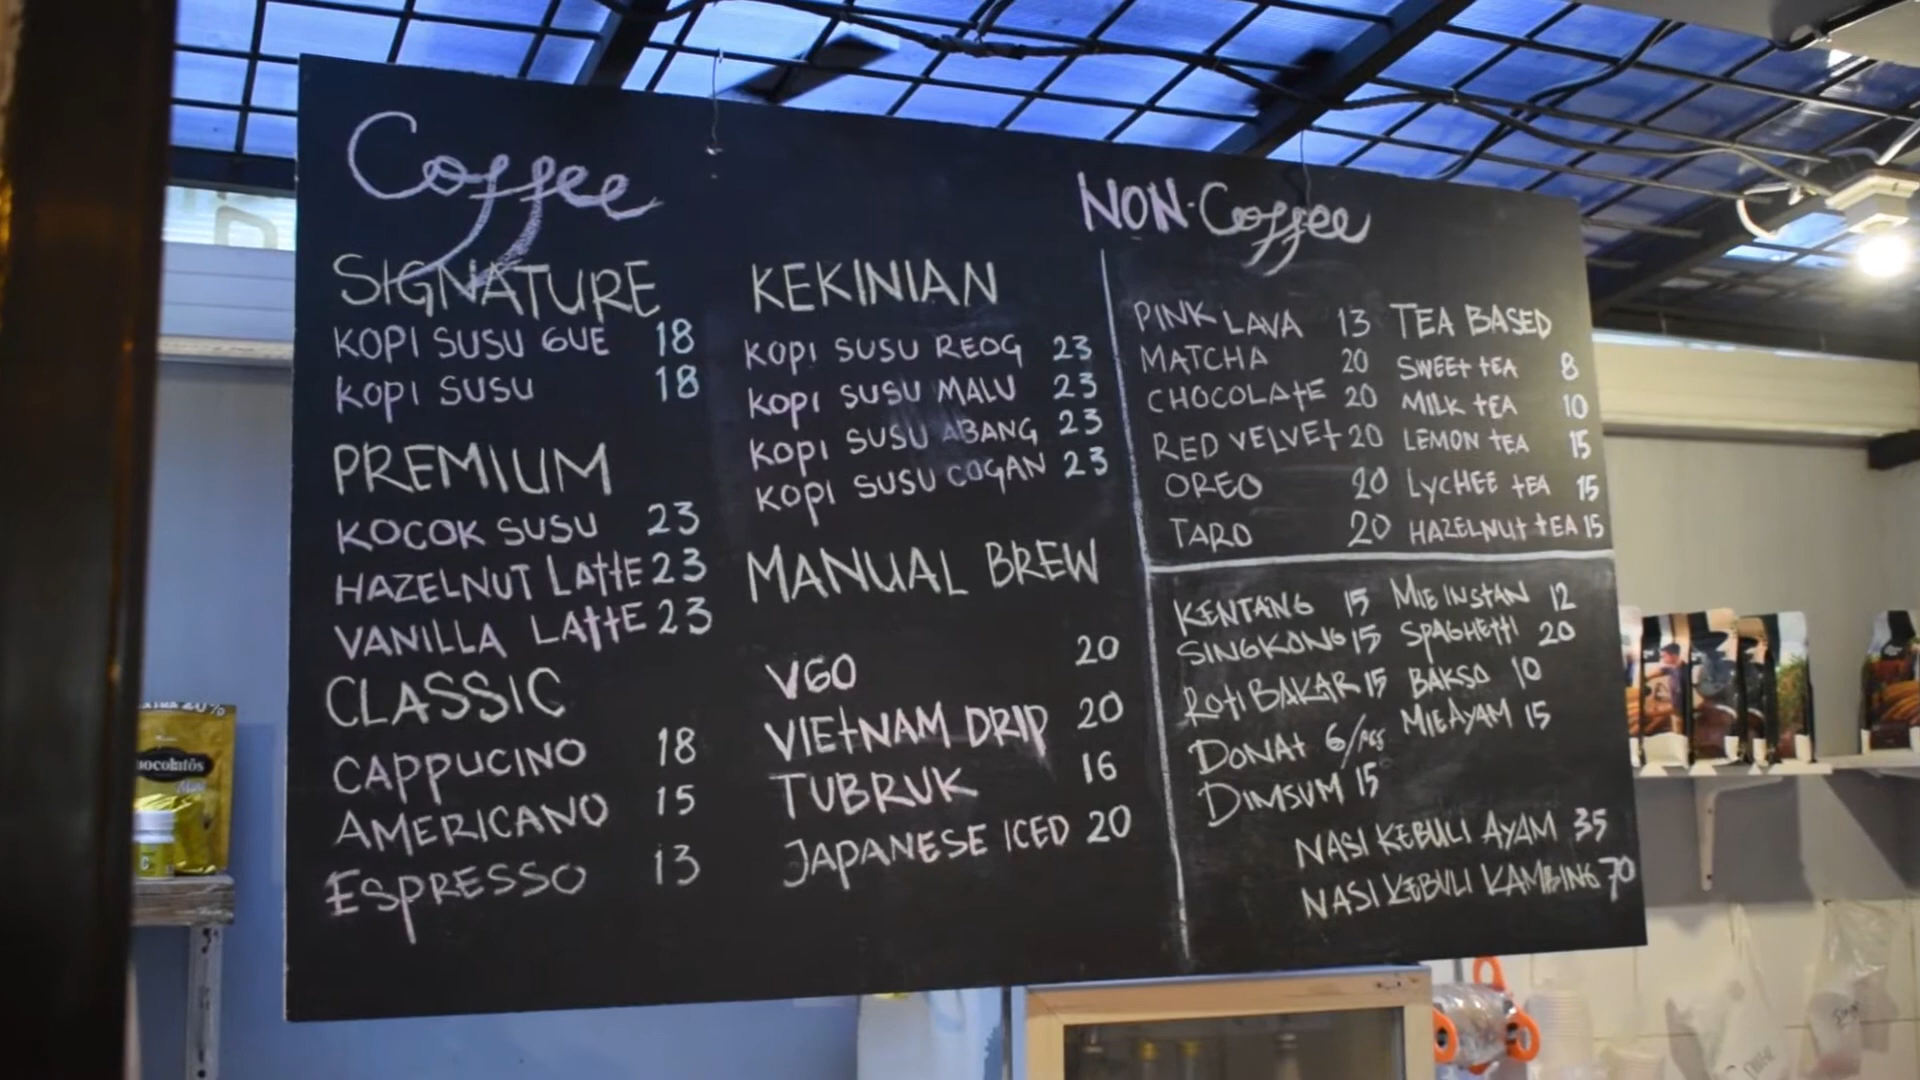 Coffee
SIGNATURE
KOPI SUSU GUE 18
KOPI SUSU 18
PREMIUM
KOCOK SUSU 23
HAZELNUT LATTE 23
VANILLA LATTE 23
CLASSIC
CAPPUCINO 18
AMERICANO 15
ESPRESSO 13
KEKINIAN
KOPI SUSU REOG 23
KOPI SUSU MALU 23
KOPI SUSU ABANG 23
KOPI SUSU COGAN 23
MANUAL BREW
V60 20
VIETNAM DRIP 20
TUBRUK 16
JAPANESE ICED 20
NON-Coffee
PINK LAVA 13
MATCHA 20
CHOCOLATE 20
RED VELVET 20
OREO 20
TARO 20
TEA BASED
SWEET TEA 8
MILK TEA 10
LEMON TEA 15
LYCHEE TEA 15
HAZELNUT TEA 15
KENTANG 15
SINGKONG 15
ROTI BAKAR 15
DONAT 6/PCS
DIMSUM 15
MIE INSTAN 12
SPAGHETTI 20
BAKSO 10
MIE AYAM 15
NASI KEBULI AYAM 35
NASI KEBULI KAMBING 70
20%
hocolatos